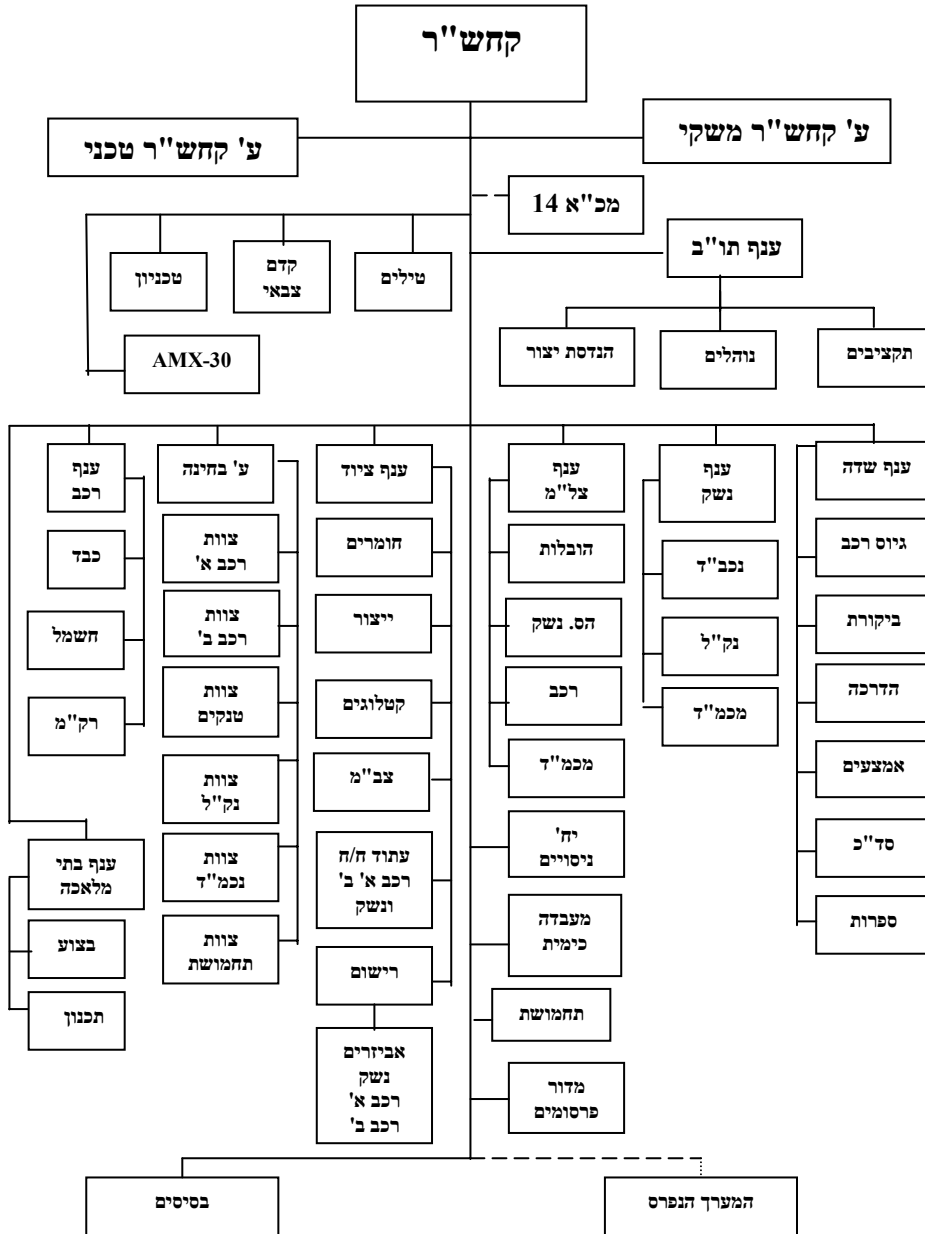 קחש"ר
ע' קחש"ר משקי
ע' קחש"ר טכני
מכ"א 14
ענף תו"ב
טילים
קדם
צבאי
טכניון
AMX-30
תקציבים
נוהלים
הנדסת יצור
ענף שדה
גיוס רכב
ביקורת
הדרכה
אמצעים
סד"כ
ספרות
ענף
נשק
נכב"ד
נק"ל
מכמ"ד
ענף
צל"מ
הובלות
הס. נשק
רכב
מכמ"ד
יח'
ניסויים
מעבדה
כימית
תחמושת
מדור
פרסומים
ענף ציוד
חומרים
ייצור
קטלוגים
צב"מ
עתוד ח/ח
רכב א' ב'
ונשק
רישום
אביזרים
נשק
רכב א'
רכב ב'
ע' בחינה
צוות
רכב א'
צוות
רכב ב'
צוות
טנקים
צוות
נק"ל
צוות
נכמ"ד
צוות
תחמושת
ענף
רכב
כבד
חשמל
רק"מ
ענף בתי
מלאכה
בצוע
תכנון
המערך הנפרס
בסיסים